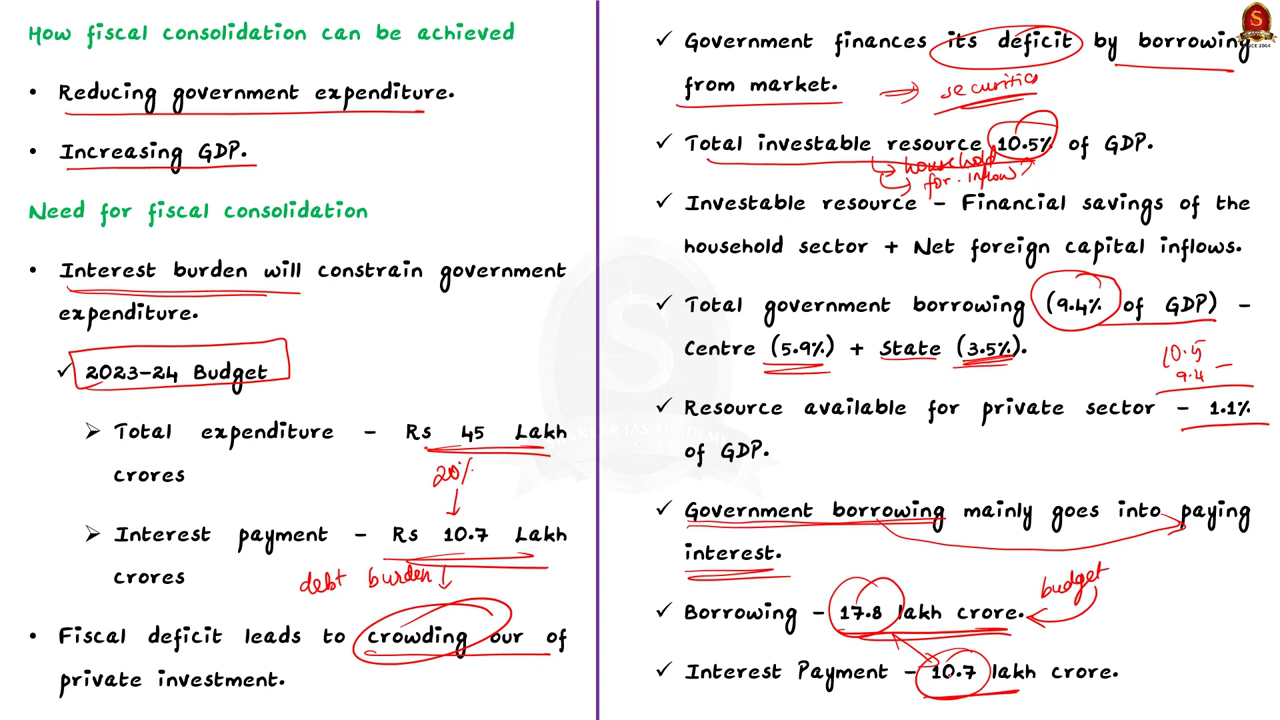 How fiscal consolidation can be achieved
• Reducing government expenditure.
• Increasing GDP.
Need for fiscal consolidation
• Interest burden will constrain government
expenditure.
✓ 2023-24 Budget
➢ Total expenditure - Rs 45 Lakh
crores
20%
➢ Interest payment - Rs 10.7 Lakh
crores
debt burden
• Fiscal deficit leads to crowding our of
private investment.
✓ Government finances its deficit by borrowing
from market.
securities
✓ Total investable resource 10.5% of GDP.
household
for. inflow
✓ Investable resource - Financial savings of the
household sector + Net foreign capital inflows.
✓ Total government borrowing (9.4% of GDP) -
Centre (5.9%) + State (3.5%).
10.5
9.4 -
✓ Resource available for private sector - 1.1%
of GDP.
✓ Government borrowing mainly goes into paying
interest.
budget
✓ Borrowing - 17.8 lakh crore.
✓ Interest Payment - 10.7 lakh crore.